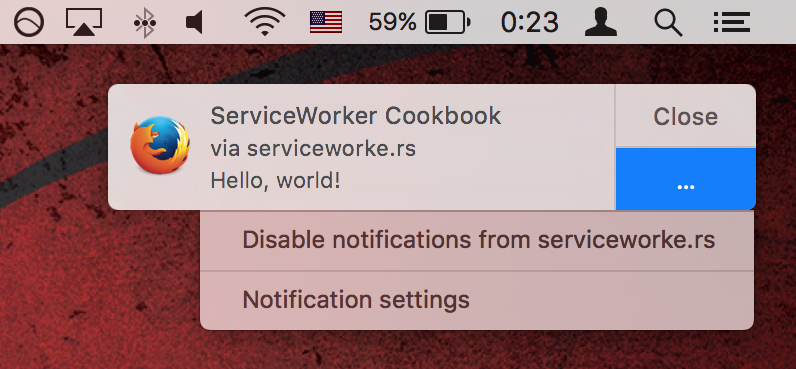 59%
0:23
ServiceWorker Cookbook
via serviceworke.rs
Hello, world!
Close
...
Disable notifications from serviceworke.rs
Notification settings